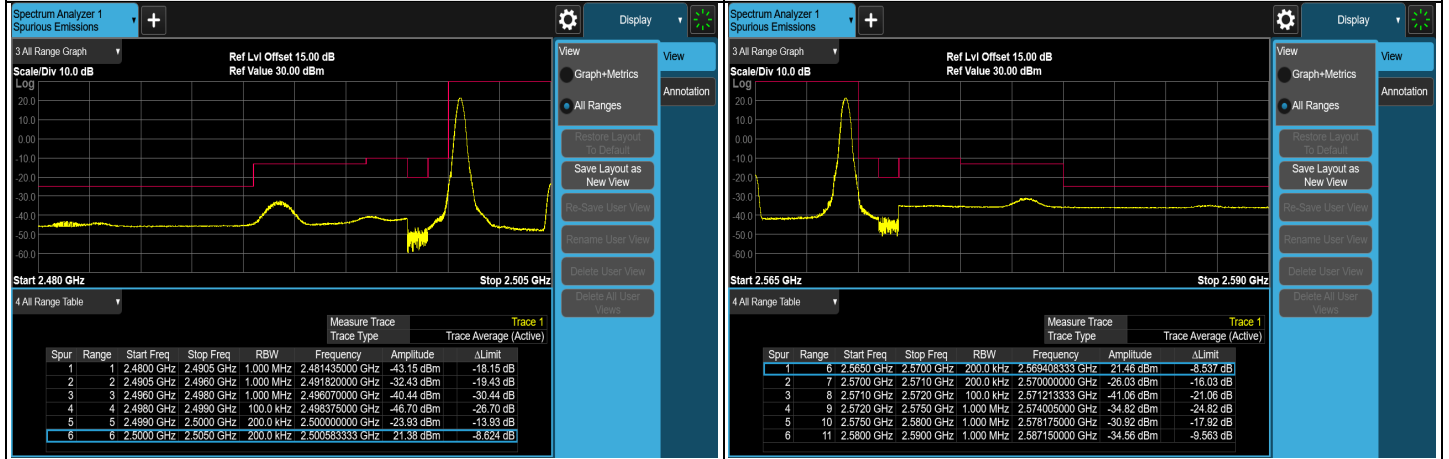 Spectrum Analyzer 1
Spurious Emissions
+
Display
3 All Range Graph
Ref Lvl Offset 15.00 dB
Scale/Div 10.0 dB
Ref Value 30.00 dBm
Log
20.0
10.0
0.00
-10.0
-20.0
-30.0
-40.0
-50.0
-60.0
Start 2.480 GHz
Stop 2.505 GHz
View
Graph+Metrics
All Ranges
Restore Layout
To Default
Save Layout as
New View
Re-Save User View
Rename User View
Delete User View
Delete All User
Views
View
Annotation
4 All Range Table
Measure Trace Trace 1
Trace Type Trace Average (Active)
Spur Range Start Freq Stop Freq RBW Frequency Amplitude ΔLimit
1 1 2.4800 GHz 2.4905 GHz 1.000 MHz 2.481435000 GHz -43.15 dBm -18.15 dB
2 2 2.4905 GHz 2.4960 GHz 1.000 MHz 2.491820000 GHz -32.43 dBm -19.43 dB
3 3 2.4960 GHz 2.4980 GHz 1.000 MHz 2.496070000 GHz -40.44 dBm -30.44 dB
4 4 2.4980 GHz 2.4990 GHz 100.0 kHz 2.498375000 GHz -46.70 dBm -26.70 dB
5 5 2.4990 GHz 2.5000 GHz 200.0 kHz 2.500000000 GHz -23.93 dBm -13.93 dB
6 6 2.5000 GHz 2.5050 GHz 200.0 kHz 2.500583333 GHz 21.38 dBm -8.624 dB
Spectrum Analyzer 1
Spurious Emissions
+
Display
3 All Range Graph
Ref Lvl Offset 15.00 dB
Scale/Div 10.0 dB
Ref Value 30.00 dBm
Log
20.0
10.0
0.00
-10.0
-20.0
-30.0
-40.0
-50.0
-60.0
Start 2.565 GHz
Stop 2.590 GHz
View
Graph+Metrics
All Ranges
Restore Layout
To Default
Save Layout as
New View
Re-Save User View
Rename User View
Delete User View
Delete All User
Views
View
Annotation
4 All Range Table
Measure Trace Trace 1
Trace Type Trace Average (Active)
Spur Range Start Freq Stop Freq RBW Frequency Amplitude ΔLimit
1 6 2.5650 GHz 2.5700 GHz 200.0 kHz 2.569408333 GHz 21.46 dBm -8.537 dB
2 7 2.5700 GHz 2.5710 GHz 200.0 kHz 2.570000000 GHz -26.03 dBm -16.03 dB
3 8 2.5710 GHz 2.5720 GHz 100.0 kHz 2.571213333 GHz -41.06 dBm -21.06 dB
4 9 2.5720 GHz 2.5750 GHz 1.000 MHz 2.574005000 GHz -34.82 dBm -24.82 dB
5 10 2.5750 GHz 2.5800 GHz 1.000 MHz 2.578175000 GHz -30.92 dBm -17.92 dB
6 11 2.5800 GHz 2.5900 GHz 1.000 MHz 2.587150000 GHz -34.56 dBm -9.563 dB